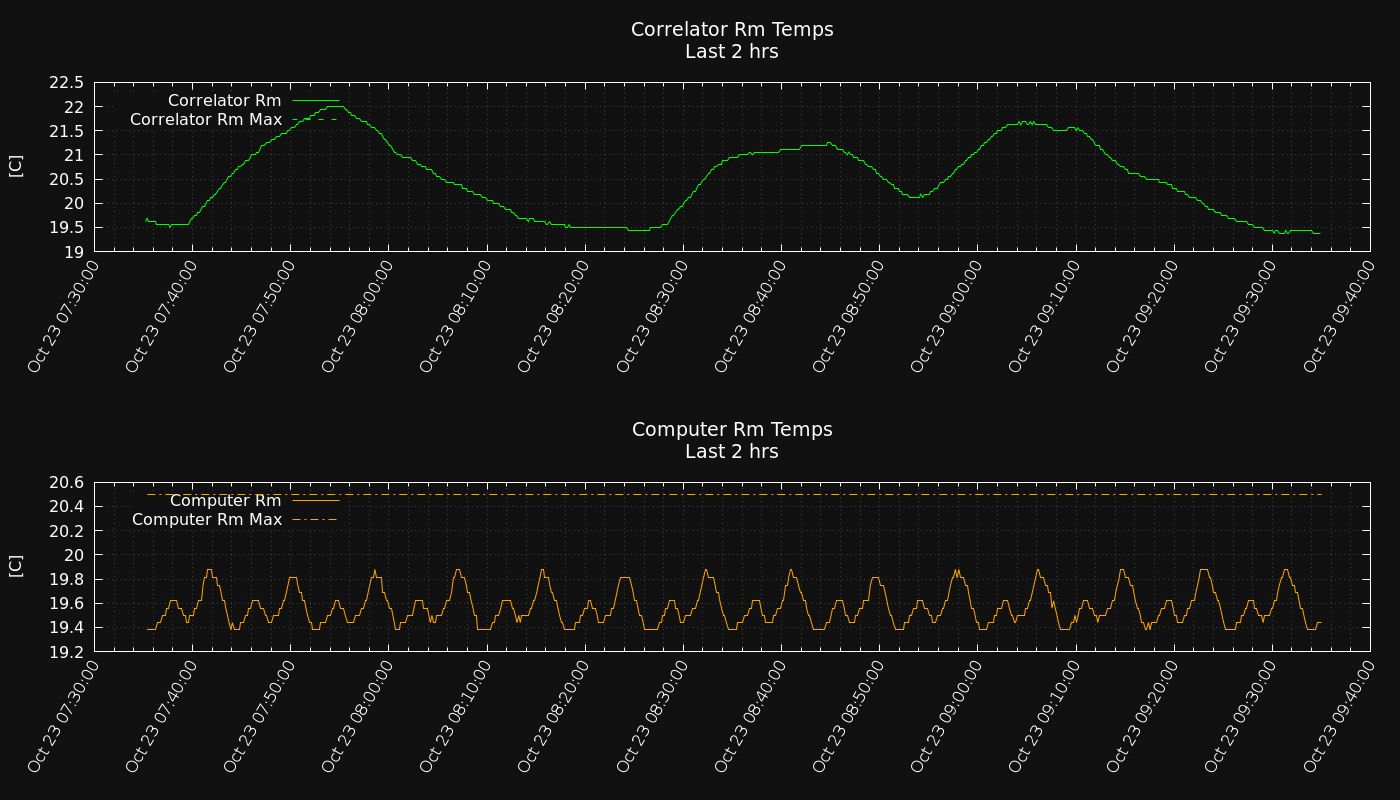 Correlator Rm Temps
Last 2 hrs
[C]
22.5
22
21.5
21
20.5
20
19.5
19
Correlator Rm
Correlator Rm Max
Oct 23 07:30:00
Oct 23 07:40:00
Oct 23 07:50:00
Oct 23 08:00:00
Oct 23 08:10:00
Oct 23 08:20:00
Oct 23 08:30:00
Oct 23 08:40:00
Oct 23 08:50:00
Oct 23 09:00:00
Oct 23 09:10:00
Oct 23 09:20:00
Oct 23 09:30:00
Oct 23 09:40:00
Computer Rm Temps
Last 2 hrs
[C]
20.6
20.4
20.2
20
19.8
19.6
19.4
19.2
Computer Rm
Computer Rm Max
Oct 23 07:30:00
Oct 23 07:40:00
Oct 23 07:50:00
Oct 23 08:00:00
Oct 23 08:10:00
Oct 23 08:20:00
Oct 23 08:30:00
Oct 23 08:40:00
Oct 23 08:50:00
Oct 23 09:00:00
Oct 23 09:10:00
Oct 23 09:20:00
Oct 23 09:30:00
Oct 23 09:40:00